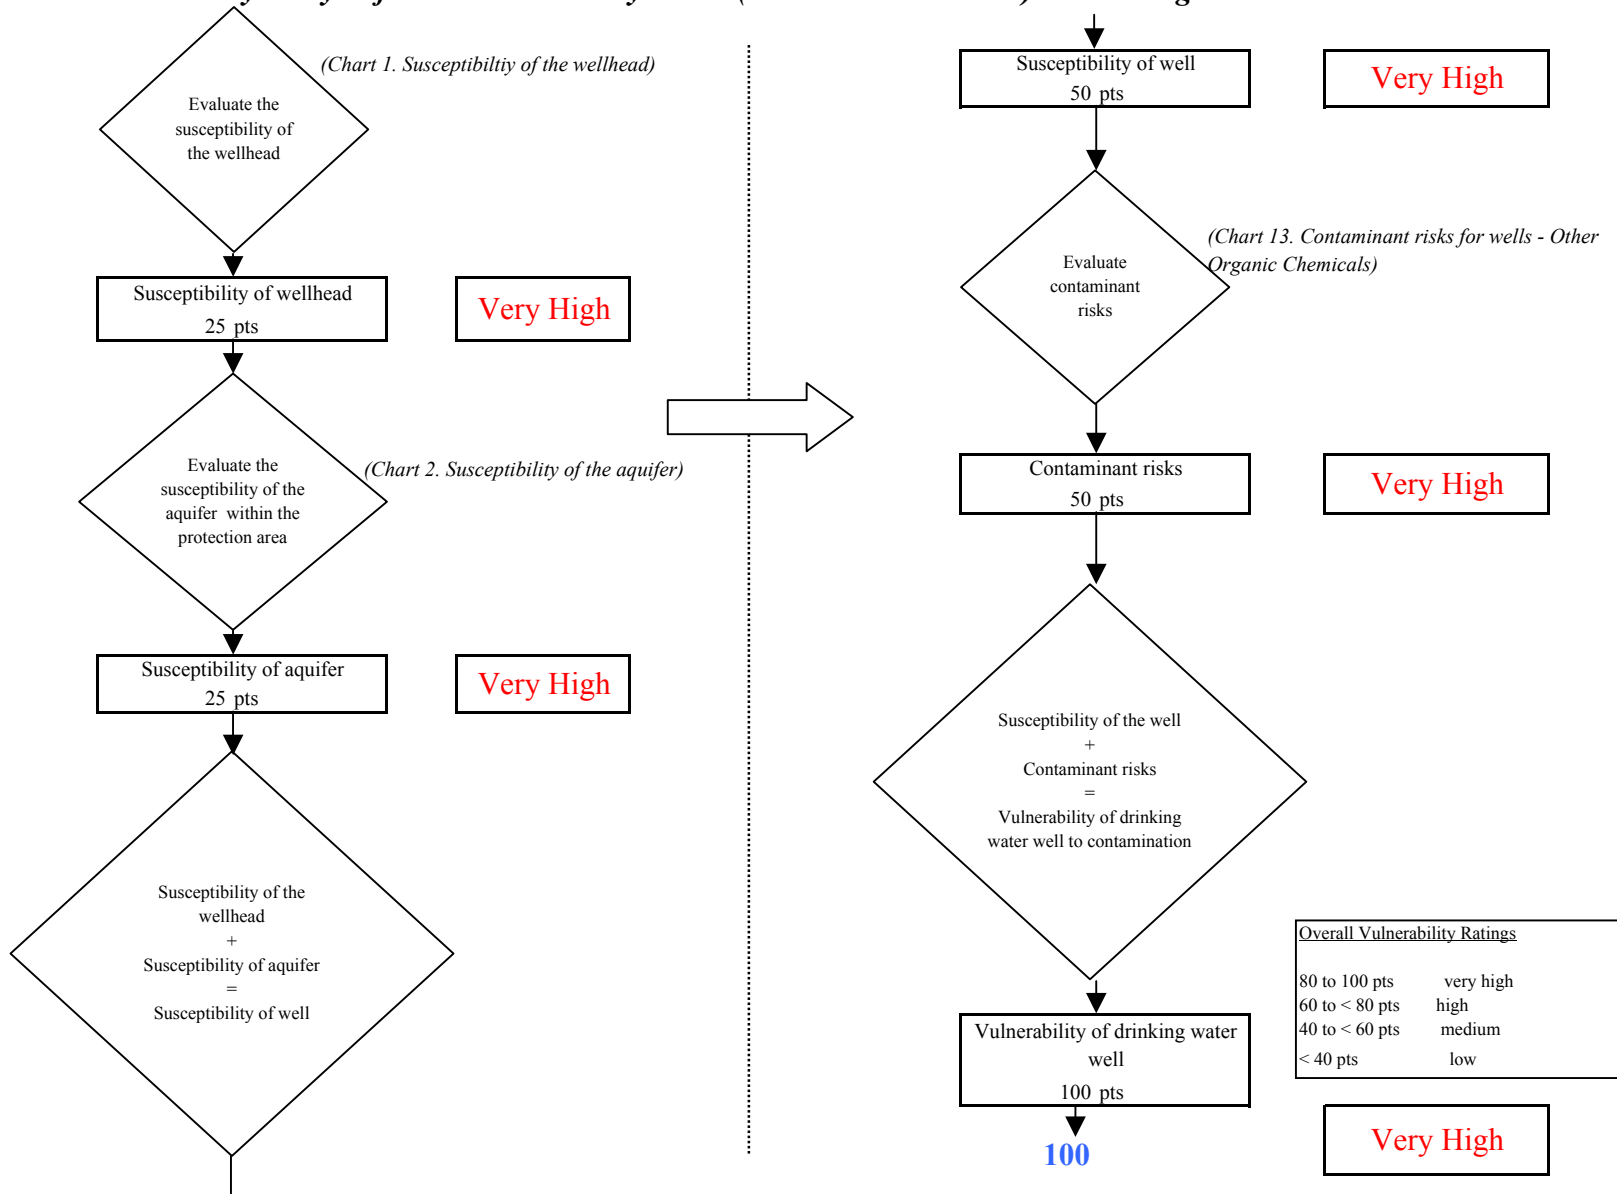 (Chart 1. Susceptibiltiy of the wellhead)
Evaluate the
susceptibility of
the wellhead
Susceptibility of wellhead
25 pts
Very High
Evaluate the
susceptibility of the
aquifer within the
protection area
(Chart 2. Susceptibility of the aquifer)
Susceptibility of aquifer
25 pts
Very High
Susceptibility of the
wellhead
+
Susceptibility of aquifer
=
Susceptibility of well
Susceptibility of well
50 pts
Very High
Evaluate
contaminant
risks
(Chart 13. Contaminant risks for wells - Other
Organic Chemicals)
Contaminant risks
50 pts
Very High
Susceptibility of the well
+
Contaminant risks
=
Vulnerability of drinking
water well to contamination
Overall Vulnerability Ratings
80 to 100 pts very high
60 to < 80 pts high
40 to < 60 pts medium
< 40 pts low
Vulnerability of drinking water
well
100 pts
100
Very High